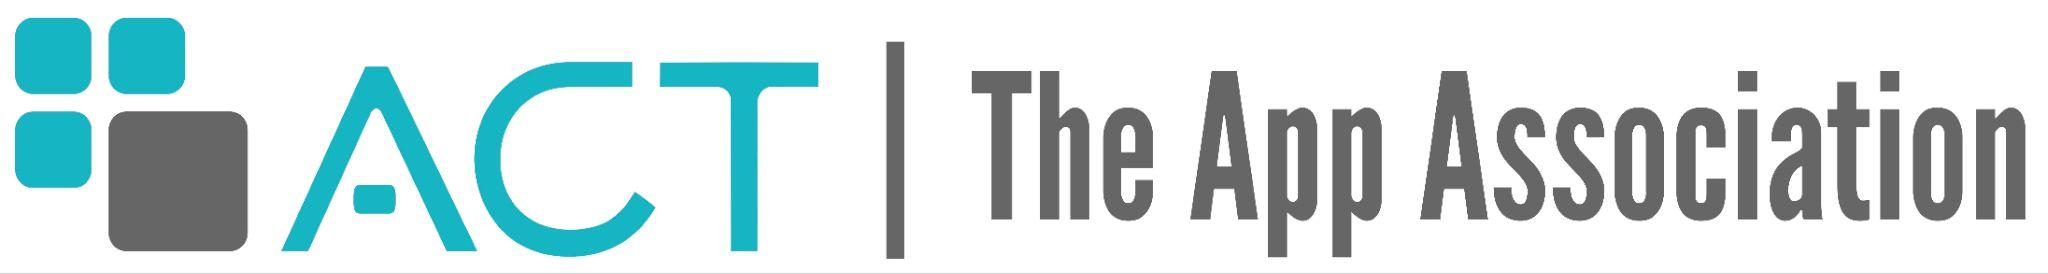 ACT | The App Association